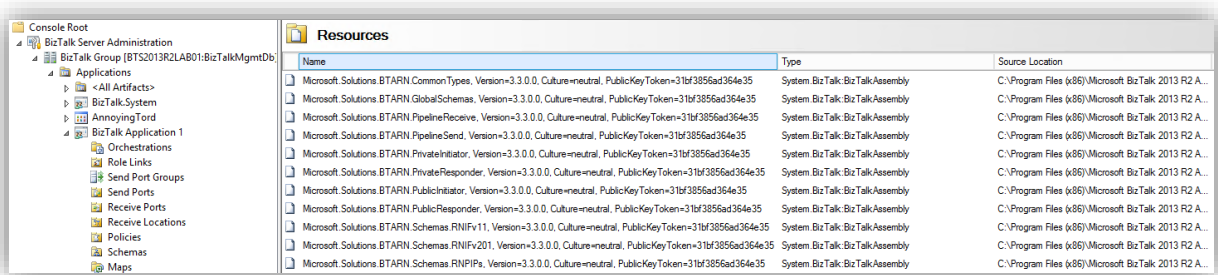 Console Root
BizTalk Server Administration
BizTalk Group [BTS2013R2LAB01:BizTalkMgmtDb]
Applications
<All Artifacts>
BizTalk.System
AnnoyingTord
BizTalk Application 1
Orchestrations
Role Links
Send Port Groups
Send Ports
Receive Ports
Receive Locations
Policies
Schemas
Maps
Resources
Name Type Source Location
Microsoft.Solutions.BTARN.CommonTypes, Version=3.3.0.0, Culture=neutral, PublicKeyToken=31bf3856ad364e35 System.BizTalk:BizTalkAssembly C:\Program Files (x86)\Microsoft BizTalk 2013 R2 A...
Microsoft.Solutions.BTARN.GlobalSchemas, Version=3.3.0.0, Culture=neutral, PublicKeyToken=31bf3856ad364e35 System.BizTalk:BizTalkAssembly C:\Program Files (x86)\Microsoft BizTalk 2013 R2 A...
Microsoft.Solutions.BTARN.PipelineReceive, Version=3.3.0.0, Culture=neutral, PublicKeyToken=31bf3856ad364e35 System.BizTalk:BizTalkAssembly C:\Program Files (x86)\Microsoft BizTalk 2013 R2 A...
Microsoft.Solutions.BTARN.PipelineSend, Version=3.3.0.0, Culture=neutral, PublicKeyToken=31bf3856ad364e35 System.BizTalk:BizTalkAssembly C:\Program Files (x86)\Microsoft BizTalk 2013 R2 A...
Microsoft.Solutions.BTARN.PrivateInitiator, Version=3.3.0.0, Culture=neutral, PublicKeyToken=31bf3856ad364e35 System.BizTalk:BizTalkAssembly C:\Program Files (x86)\Microsoft BizTalk 2013 R2 A...
Microsoft.Solutions.BTARN.PrivateResponder, Version=3.3.0.0, Culture=neutral, PublicKeyToken=31bf3856ad364e35 System.BizTalk:BizTalkAssembly C:\Program Files (x86)\Microsoft BizTalk 2013 R2 A...
Microsoft.Solutions.BTARN.PublicInitiator, Version=3.3.0.0, Culture=neutral, PublicKeyToken=31bf3856ad364e35 System.BizTalk:BizTalkAssembly C:\Program Files (x86)\Microsoft BizTalk 2013 R2 A...
Microsoft.Solutions.BTARN.PublicResponder, Version=3.3.0.0, Culture=neutral, PublicKeyToken=31bf3856ad364e35 System.BizTalk:BizTalkAssembly C:\Program Files (x86)\Microsoft BizTalk 2013 R2 A...
Microsoft.Solutions.BTARN.Schemas.RNIFv11, Version=3.3.0.0, Culture=neutral, PublicKeyToken=31bf3856ad364e35 System.BizTalk:BizTalkAssembly C:\Program Files (x86)\Microsoft BizTalk 2013 R2 A...
Microsoft.Solutions.BTARN.Schemas.RNIFv201, Version=3.3.0.0, Culture=neutral, PublicKeyToken=31bf3856ad364e35 System.BizTalk:BizTalkAssembly C:\Program Files (x86)\Microsoft BizTalk 2013 R2 A...
Microsoft.Solutions.BTARN.Schemas.RNPIPs, Version=3.3.0.0, Culture=neutral, PublicKeyToken=31bf3856ad364e35 System.BizTalk:BizTalkAssembly C:\Program Files (x86)\Microsoft BizTalk 2013 R2 A...